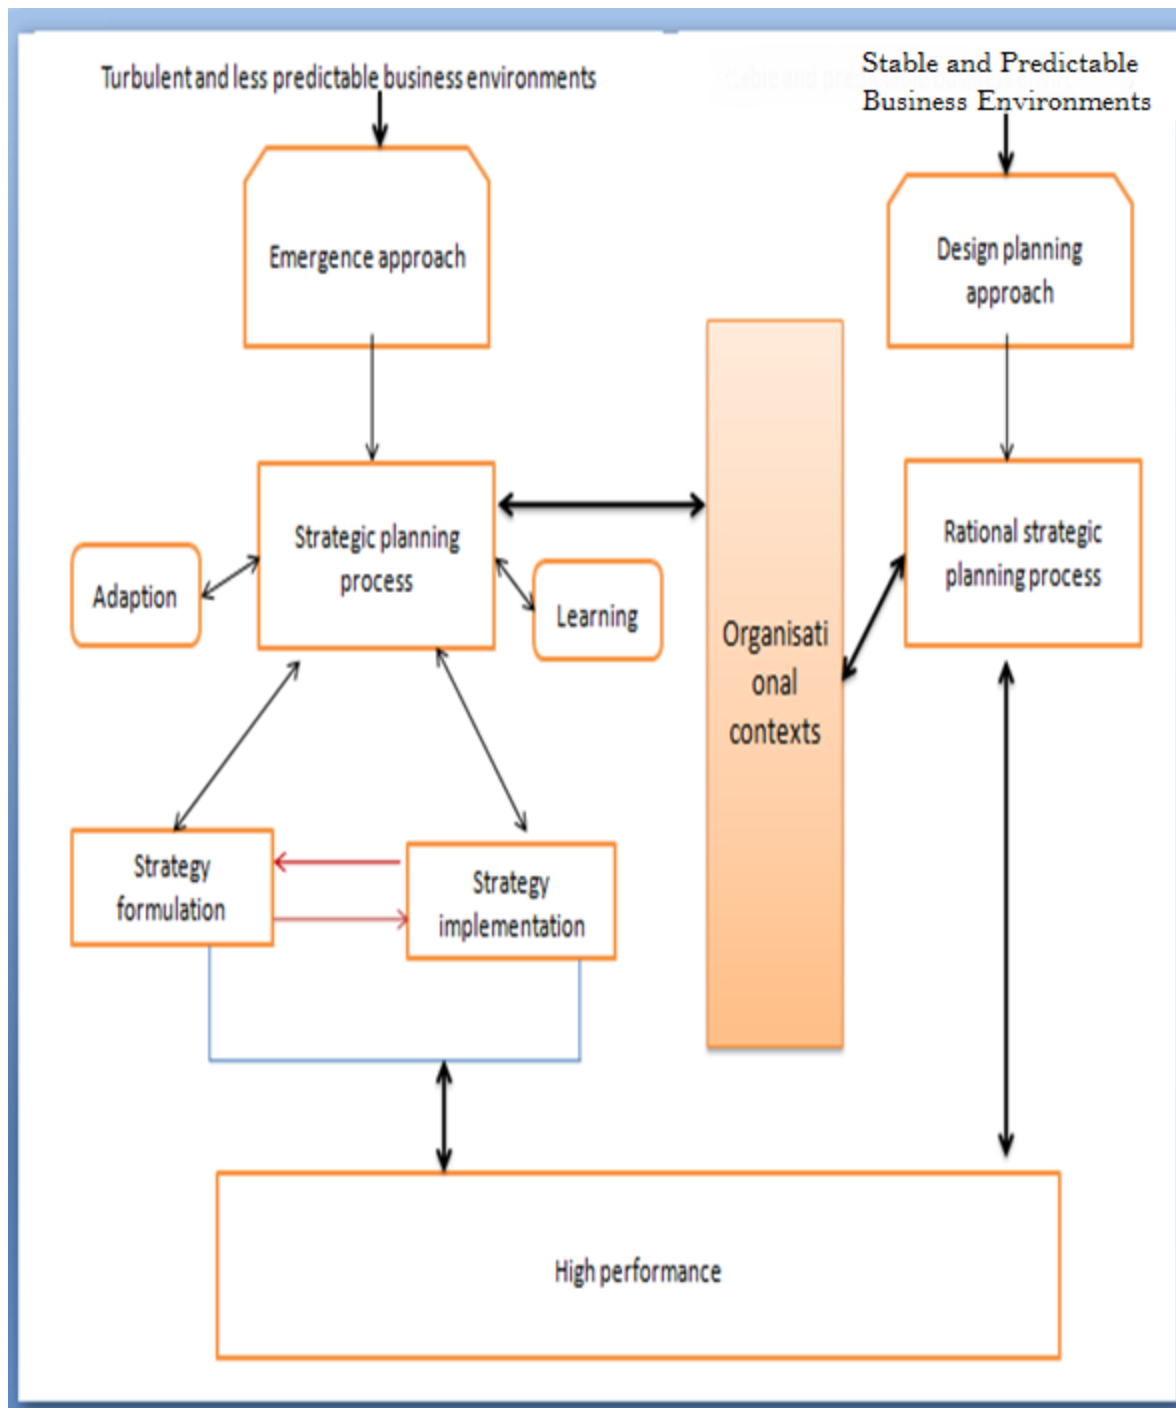 Turbulent and less predictable business environments
Stable and Predictable
Business Environments
Emergence approach
Design planning
approach
Strategic planning
process
Rational strategic
planning process
Adaption
Learning
Organisati
onal
contexts
Strategy
formulation
Strategy
implementation
High performance